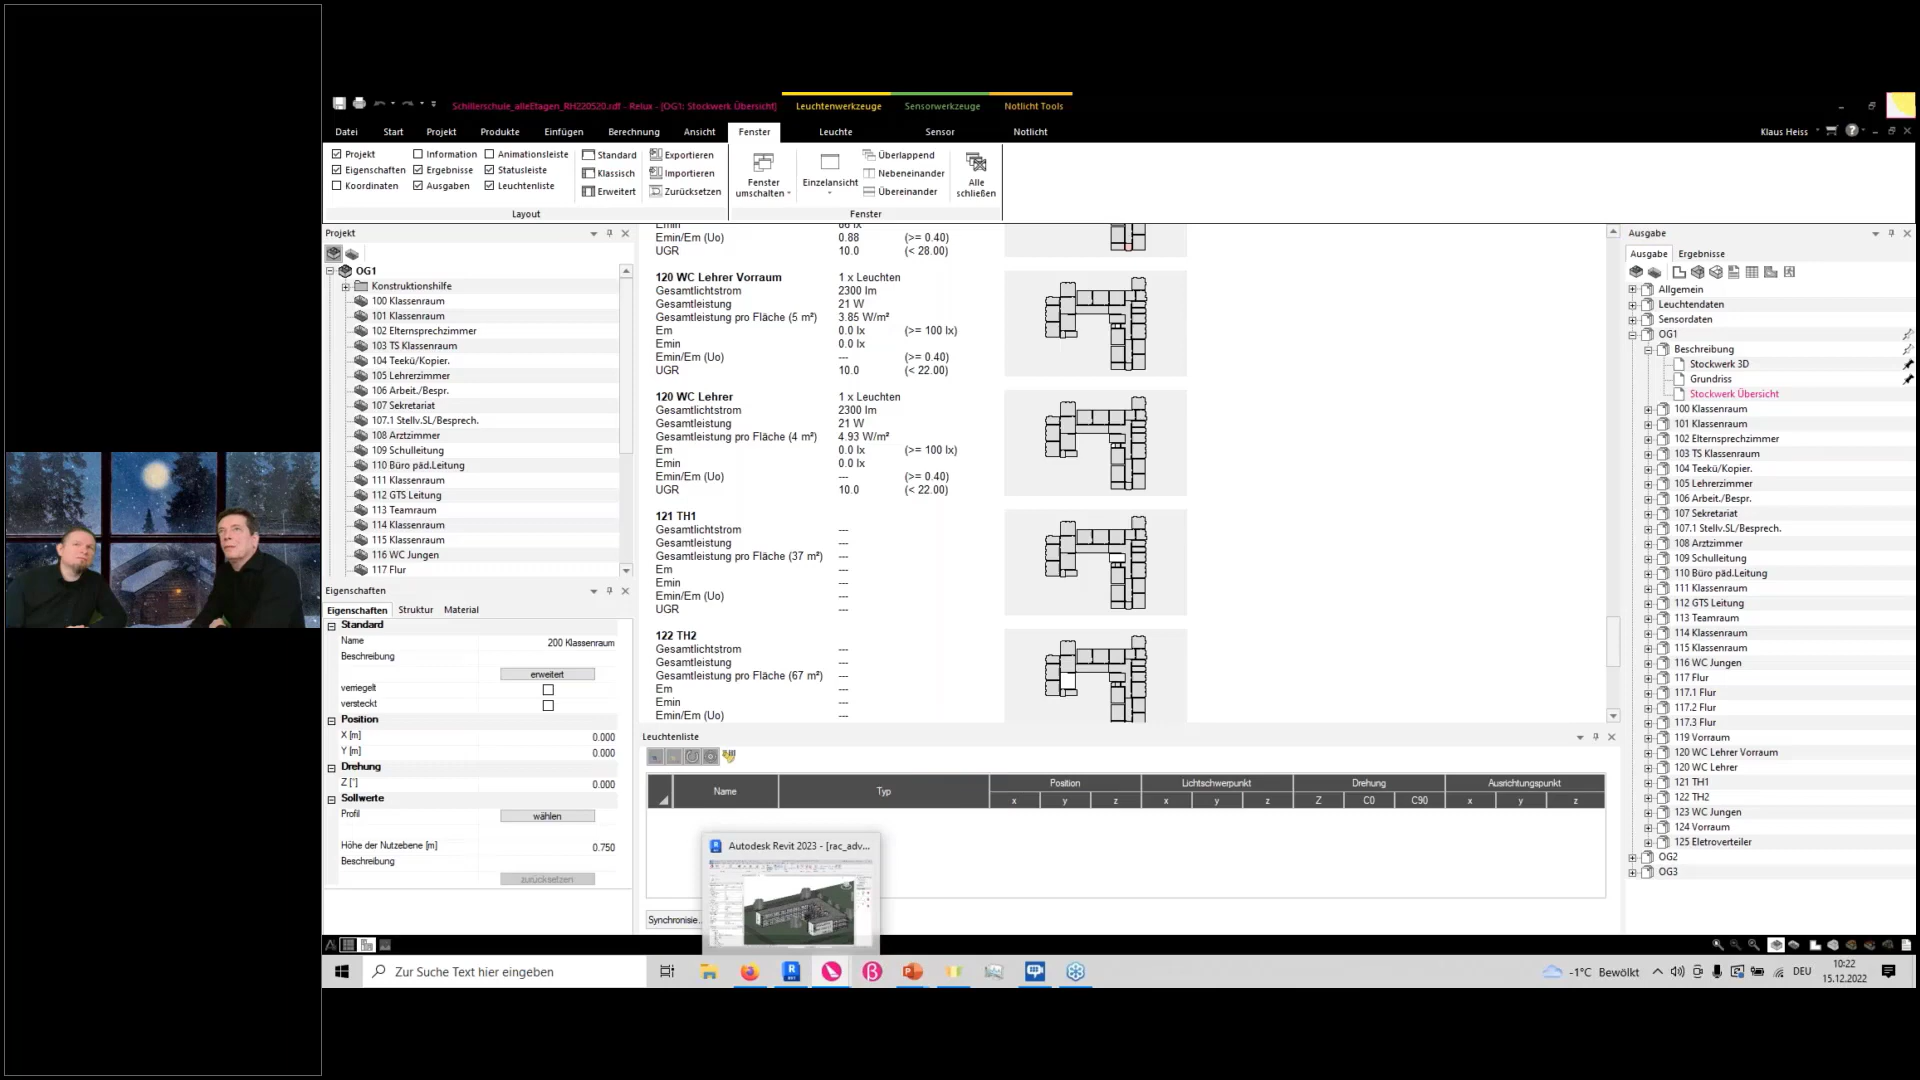 Schillerschule_alleEtagen_RH220520.rdf - Relux - [OG1: Stockwerk Übersicht]
Leuchtenwerkzeuge
Sensorwerkzeuge
Notlicht Tools
Datei
Start
Projekt
Produkte
Einfügen
Berechnung
Ansicht
Fenster
Leuchte
Sensor
Notlicht
Klaus Heiss
Projekt
Information
Animationsleiste
Eigenschaften
Ergebnisse
Statusleiste
Koordinaten
Ausgaben
Leuchtenliste
Standard
Exportieren
Klassisch
Importieren
Erweitert
Zurücksetzen
Layout
Fenster umschalten
Einzelansicht
Überlappend
Nebeneinander
Übereinander
Alle schließen
Fenster
Projekt
OG1
Konstruktionshilfe
100 Klassenraum
101 Klassenraum
102 Elternsprechzimmer
103 TS Klassenraum
104 Teekü/Kopier.
105 Lehrerzimmer
106 Arbeit./Bespr.
107 Sekretariat
107.1 Stellv.SL/Besprech.
108 Arztzimmer
109 Schulleitung
110 Büro päd.Leitung
111 Klassenraum
112 GTS Leitung
113 Teamraum
114 Klassenraum
115 Klassenraum
116 WC Jungen
117 Flur
Eigenschaften
Eigenschaften
Struktur
Material
Standard
Name 200 Klassenraum
Beschreibung
erweitert
verriegelt
versteckt
Position
X [m] 0.000
Y [m] 0.000
Drehung
Z [°] 0.000
Sollwerte
Profil wählen
Höhe der Nutzebene [m] 0.750
Beschreibung
zurücksetzen
Emin 86 lx
Emin/Em (Uo) 0.88 (>= 0.40)
UGR 10.0 (< 28.00)
120 WC Lehrer Vorraum 1 x Leuchten
Gesamtlichtstrom 2300 lm
Gesamtleistung 21 W
Gesamtleistung pro Fläche (5 m²) 3.85 W/m²
Em 0.0 lx (>= 100 lx)
Emin 0.0 lx
Emin/Em (Uo) --- (>= 0.40)
UGR 10.0 (< 22.00)
120 WC Lehrer 1 x Leuchten
Gesamtlichtstrom 2300 lm
Gesamtleistung 21 W
Gesamtleistung pro Fläche (4 m²) 4.93 W/m²
Em 0.0 lx (>= 100 lx)
Emin 0.0 lx
Emin/Em (Uo) --- (>= 0.40)
UGR 10.0 (< 22.00)
121 TH1
Gesamtlichtstrom ---
Gesamtleistung ---
Gesamtleistung pro Fläche (37 m²) ---
Em ---
Emin ---
Emin/Em (Uo) ---
UGR ---
122 TH2
Gesamtlichtstrom ---
Gesamtleistung ---
Gesamtleistung pro Fläche (67 m²) ---
Em ---
Emin ---
Emin/Em (Uo) ---
Leuchtenliste
Position
Lichtschwerpunkt
Drehung
Ausrichtungspunkt
Name
Typ
x y z x y z Z C0 C90 x y z
Autodesk Revit 2023 - [rac_adv...
Synchronisie...
Ausgabe
Ausgabe
Ergebnisse
Allgemein
Leuchtendaten
Sensordaten
OG1
Beschreibung
Stockwerk 3D
Grundriss
Stockwerk Übersicht
100 Klassenraum
101 Klassenraum
102 Elternsprechzimmer
103 TS Klassenraum
104 Teekü/Kopier.
105 Lehrerzimmer
106 Arbeit./Bespr.
107 Sekretariat
107.1 Stellv.SL/Besprech.
108 Arztzimmer
109 Schulleitung
110 Büro päd.Leitung
111 Klassenraum
112 GTS Leitung
113 Teamraum
114 Klassenraum
115 Klassenraum
116 WC Jungen
117 Flur
117.1 Flur
117.2 Flur
117.3 Flur
119 Vorraum
120 WC Lehrer Vorraum
120 WC Lehrer
121 TH1
122 TH2
123 WC Jungen
124 Vorraum
125 Eletroverteiler
OG2
OG3
Zur Suche Text hier eingeben
-1°C Bewölkt
DEU
10:22
15.12.2022